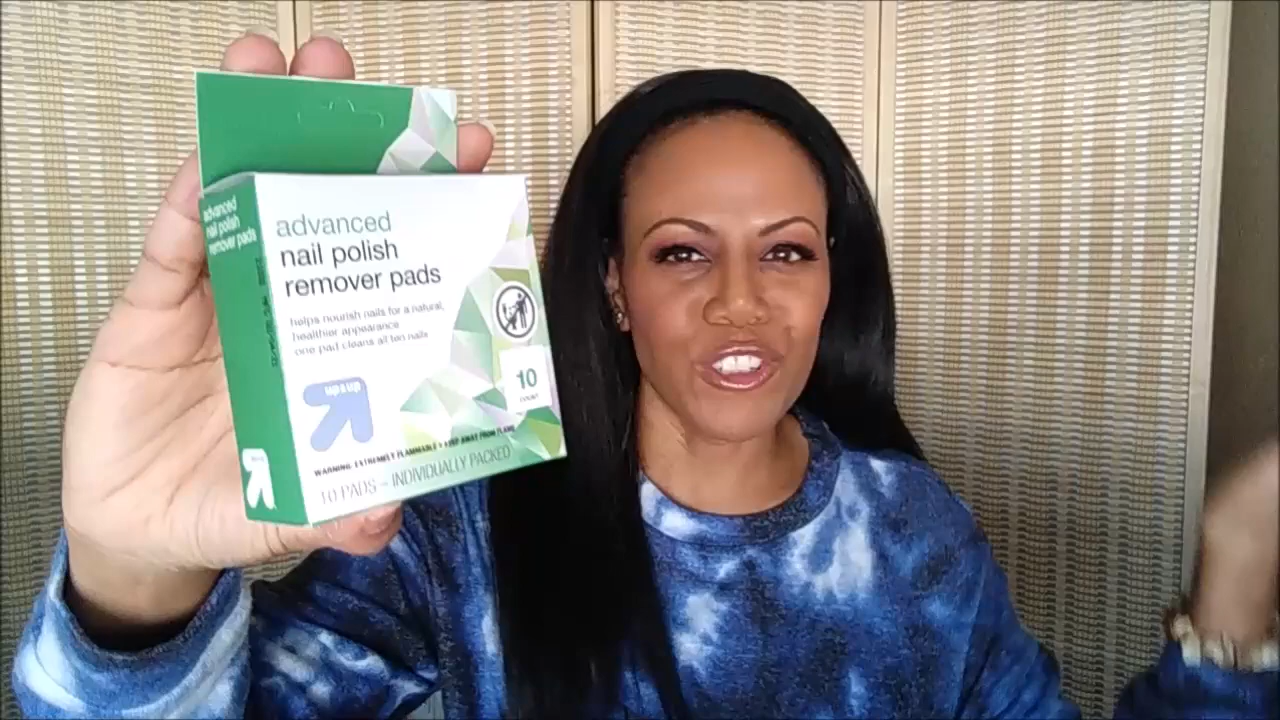 advanced
nail polish
remover pads
advanced
nail polish
remover pads
helps nourish nails for a natural,
healthier appearance
one pad cleans all ten nails
up&up
10
count
WARNING: EXTREMELY FLAMMABLE • KEEP AWAY FROM FLAME
10 PADS – INDIVIDUALLY PACKED